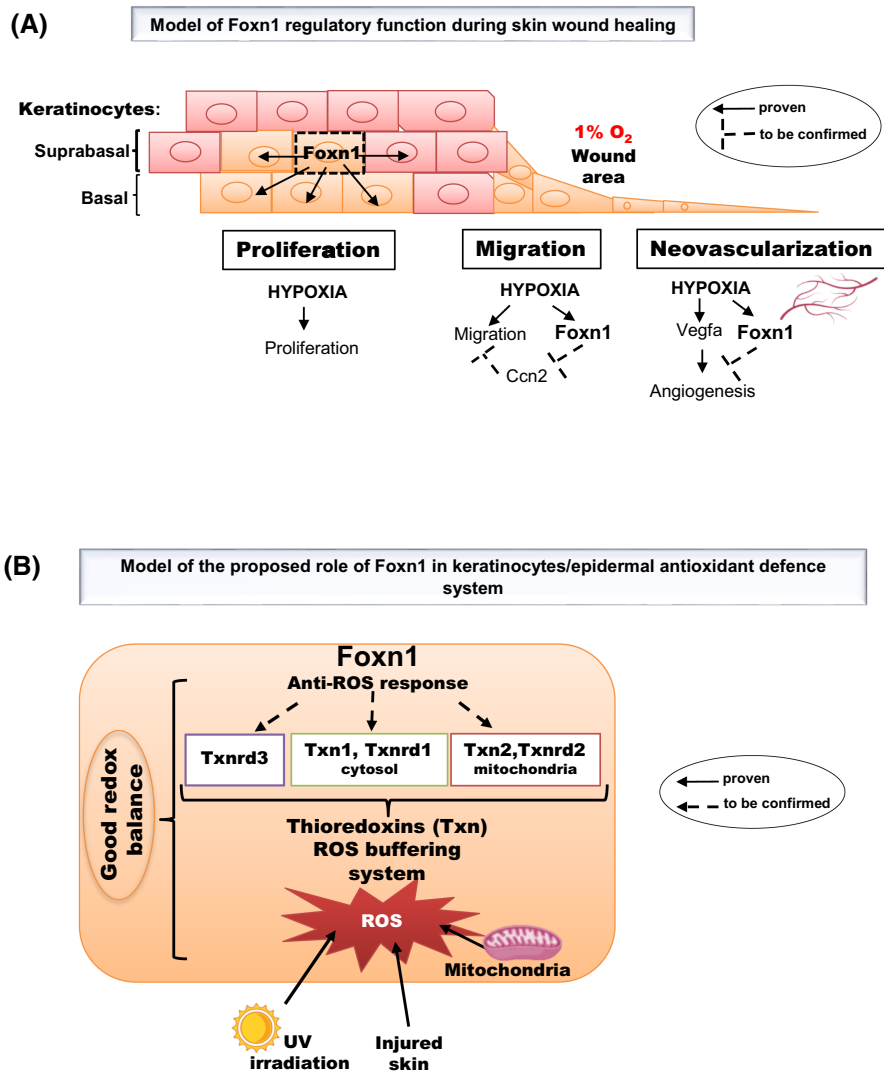 (A)
Model of Foxn1 regulatory function during skin wound healing
Keratinocytes:
Suprabasal
Basal
Foxn1
1% O₂
Wound
area
proven
to be confirmed
Proliferation
HYPOXIA
Proliferation
Migration
HYPOXIA
Migration
Foxn1
Ccn2
Neovascularization
HYPOXIA
Vegfa
Foxn1
Angiogenesis
(B)
Model of the proposed role of Foxn1 in keratinocytes/epidermal antioxidant defence
system
Foxn1
Anti-ROS response
Txnrd3
Txn1, Txnrd1
cytosol
Txn2,Txnrd2
mitochondria
Good redox
balance
Thioredoxins (Txn)
ROS buffering
system
ROS
Mitochondria
UV
irradiation
Injured
skin
proven
to be confirmed